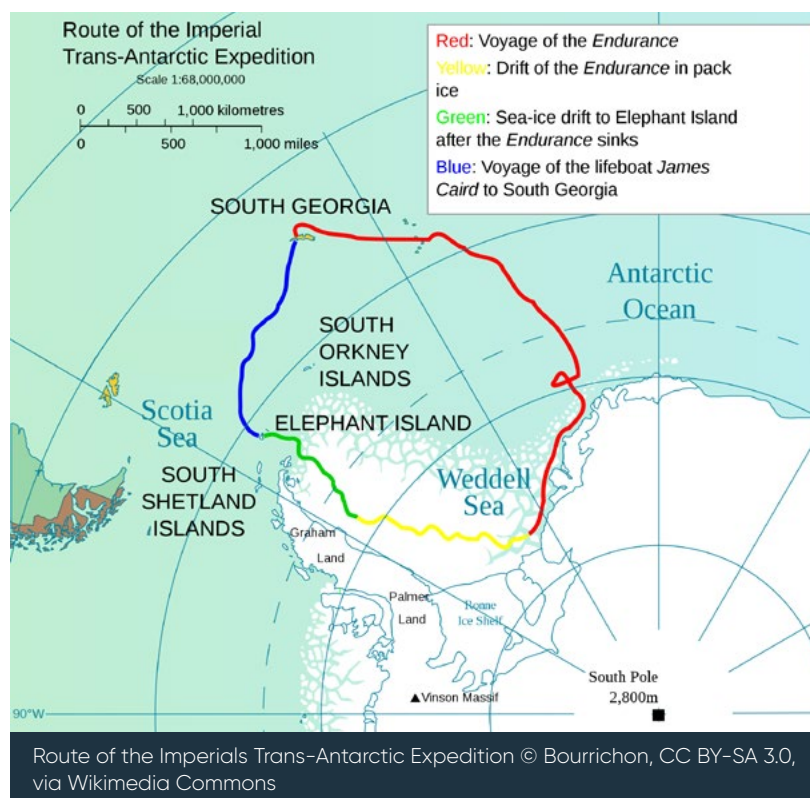 Route of the Imperial
Trans-Antarctic Expedition
Scale 1:68,000,000
0 500 1,000 kilometres
0 500 1,000 miles
Red: Voyage of the Endurance
Yellow: Drift of the Endurance in pack
ice
Green: Sea-ice drift to Elephant Island
after the Endurance sinks
Blue: Voyage of the lifeboat James
Caird to South Georgia
SOUTH GEORGIA
Antarctic
Ocean
SOUTH
ORKNEY
ISLANDS
Scotia
Sea
ELEPHANT ISLAND
SOUTH
SHETLAND
ISLANDS
Weddell
Sea
Graham
Land
Palmer
Land
Ronne
Ice Shelf
South Pole
2,800m
▲Vinson Massif
90°W
Route of the Imperials Trans-Antarctic Expedition © Bourrichon, CC BY-SA 3.0,
via Wikimedia Commons